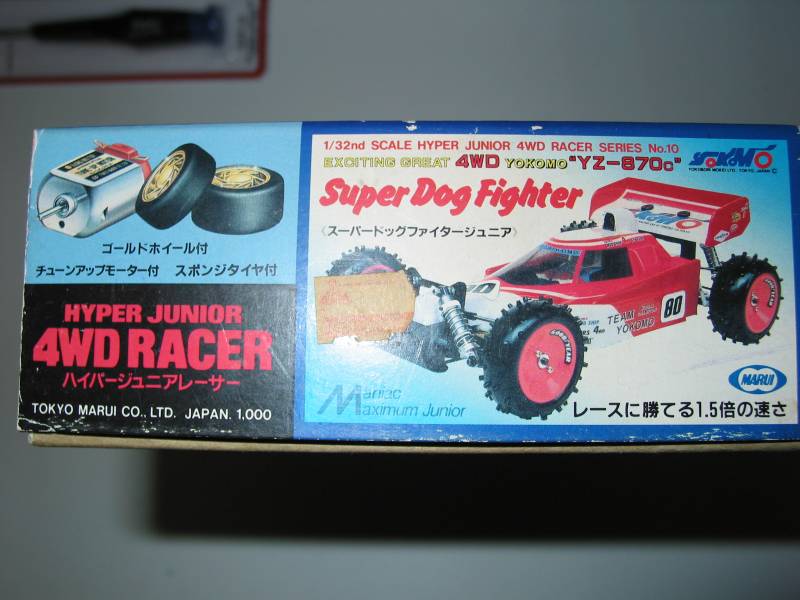 ゴールドホイール付
チューンアップモーター付 スポンジタイヤ付
HYPER JUNIOR
4WD RACER
ハイパージュニアレーサー
TOKYO MARUI CO., LTD. JAPAN. 1,000
1/32nd SCALE HYPER JUNIOR 4WD RACER SERIES No.10
EXCITING GREAT 4WD YOKOMO "YZ-870c"
YOKOMO
Super Dog Fighter
《スーパードッグファイタージュニア》
YOKOMO
80
TEAM
YOKOMO
GOODYEAR
Maniac
Maximum Junior
MARUI
レースに勝てる1.5倍の速さ